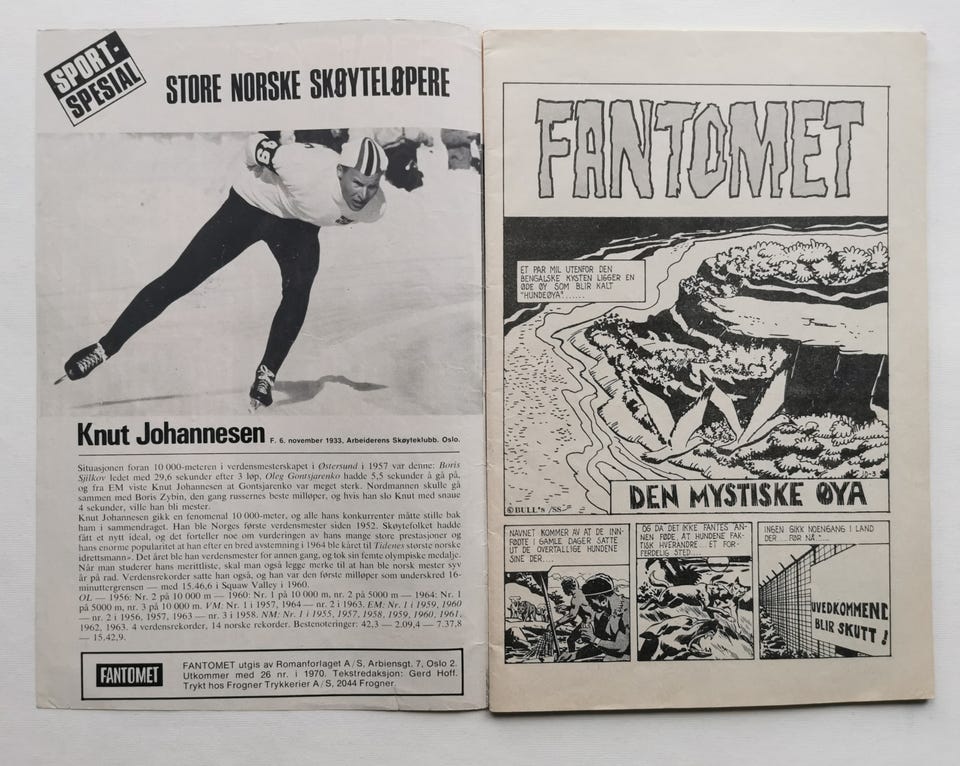 SPORT-
SPESIAL
STORE NORSKE SKØYTELØPERE
68
Knut Johannesen F. 6. november 1933, Arbeiderens Skøyteklubb. Oslo.
Situasjonen foran 10 000-meteren i verdensmesterskapet i Østersund i 1957 var denne: Boris
Sjilkov ledet med 29,6 sekunder efter 3 løp, Oleg Gontsjarenko hadde 5,5 sekunder å gå på,
og fra EM viste Knut Johannesen at Gontsjarenko var meget sterk. Nordmannen skulle gå
sammen med Boris Zybin, den gang russernes beste milløper, og hvis han slo Knut med snaue
4 sekunder, ville han bli mester.
Knut Johannesen gikk en fenomenal 10 000-meter, og alle hans konkurrenter måtte stille bak
ham i sammendraget. Han ble Norges første verdensmester siden 1952. Skøytefolket hadde
fått et nytt ideal, og det forteller noe om vurderingen av hans mange store prestasjoner og
hans enorme popularitet at han efter en bred avstemning i 1964 ble kåret til Tidenes største norske
idrettsmann». Det året ble han verdensmester for annen gang, og tok sin femte olympiske medalje.
Når man studerer hans merittliste, skal man også legge merke til at han ble norsk mester syv
år på rad. Verdensrekorder satte han også, og han var den første milløper som underskred 16-
minuttergrensen — med 15.46,6 i Squaw Valley i 1960.
OL — 1956: Nr. 2 på 10 000 m — 1960: Nr. 1 på 10 000 m, nr. 2 på 5000 m — 1964: Nr. 1
på 5000 m, nr. 3 på 10 000 m. VM: Nr. 1 i 1957, 1964 — nr. 2 i 1963. EM: Nr. 1 i 1959, 1960
— nr. 2 i 1956, 1957, 1963 — nr. 3 i 1958. NM: Nr. 1 i 1955, 1957, 1958, 1959, 1960, 1961,
1962, 1963. 4 verdensrekorder, 14 norske rekorder. Bestenoteringer: 42,3 — 2.09,4 — 7.37,8
— 15.42,9.
FANTOMET
FANTOMET utgis av Romanforlaget A/S, Arbiensgt. 7, Oslo 2.
Utkommer med 26 nr. i 1970. Tekstredaksjon: Gerd Hoff.
Trykt hos Frogner Trykkerier A/S, 2044 Frogner.
FANTOMET
ET PAR MIL UTENFOR DEN
BENGALSKE KYSTEN LIGGER EN
ØDE ØY SOM BLIR KALT
"HUNDEØYA".......
10-3
DEN MYSTISKE ØYA
© BULL's /SS
NAVNET KOMMER AV AT DE INN-
FØDTE I GAMLE DAGER SATTE
UT DE OVERTALLIGE HUNDENE
SINE DER....
OG DA DET IKKE FANTES AN-
NEN FØDE AT HUNDENE FAK-
TISK HVERANDRE .. ET FOR-
FERDELIG STED....
INGEN GIKK NOENGANG I LAND
DER ... FØR NÅ....
UVEDKOMMENDE
BLIR SKUTT !